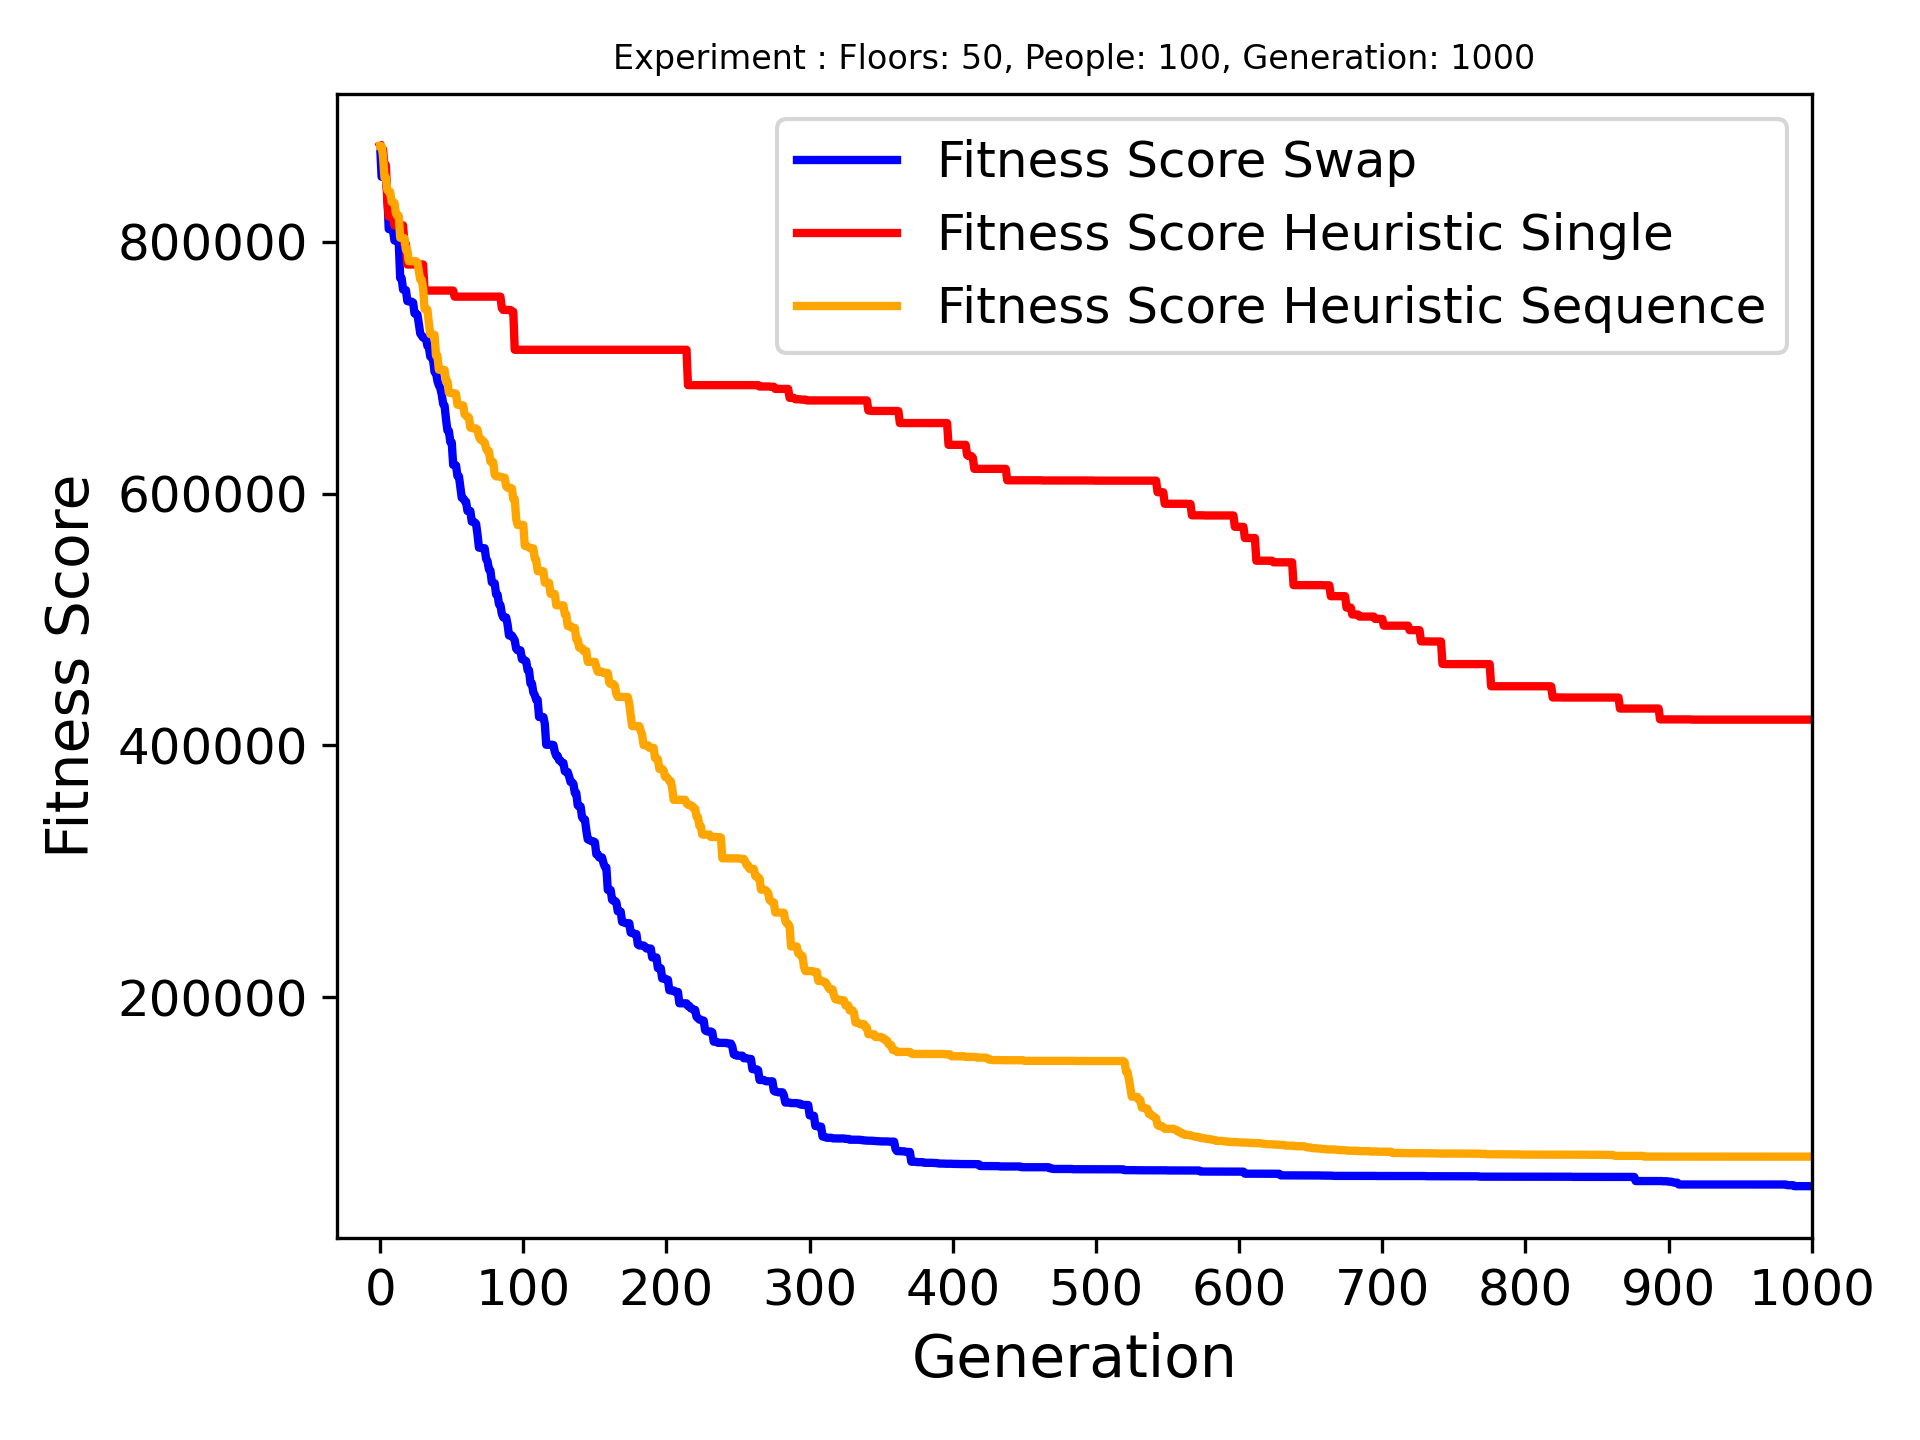 Experiment : Floors: 50, People: 100, Generation: 1000
Fitness Score Swap
Fitness Score Heuristic Single
Fitness Score Heuristic Sequence
Fitness Score
800000
600000
400000
200000
0 100 200 300 400 500 600 700 800 900 1000
Generation